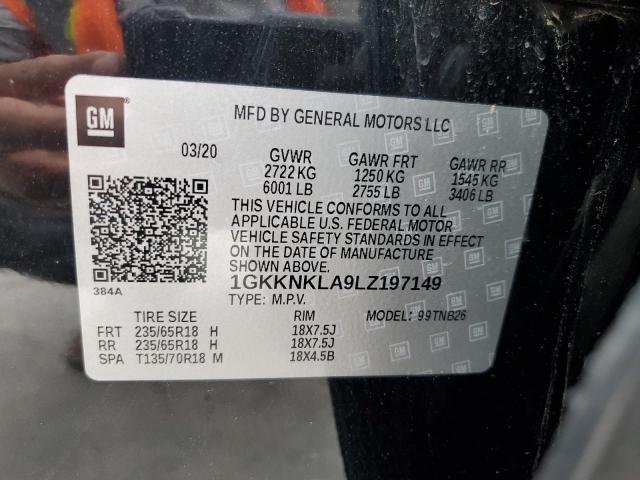 GM
MFD BY GENERAL MOTORS LLC
03/20 GVWR GAWR FRT GAWR RR
2722 KG 1250 KG 1545 KG
6001 LB 2755 LB 3406 LB
THIS VEHICLE CONFORMS TO ALL
APPLICABLE U.S. FEDERAL MOTOR
VEHICLE SAFETY STANDARDS IN EFFECT
ON THE DATE OF MANUFACTURE
SHOWN ABOVE.
384A 1GKKNKLA9LZ197149
TYPE: M.P.V. MODEL: 99TNB26
TIRE SIZE RIM
FRT 235/65R18 H 18X7.5J
RR 235/65R18 H 18X7.5J
SPA T135/70R18 M 18X4.5B